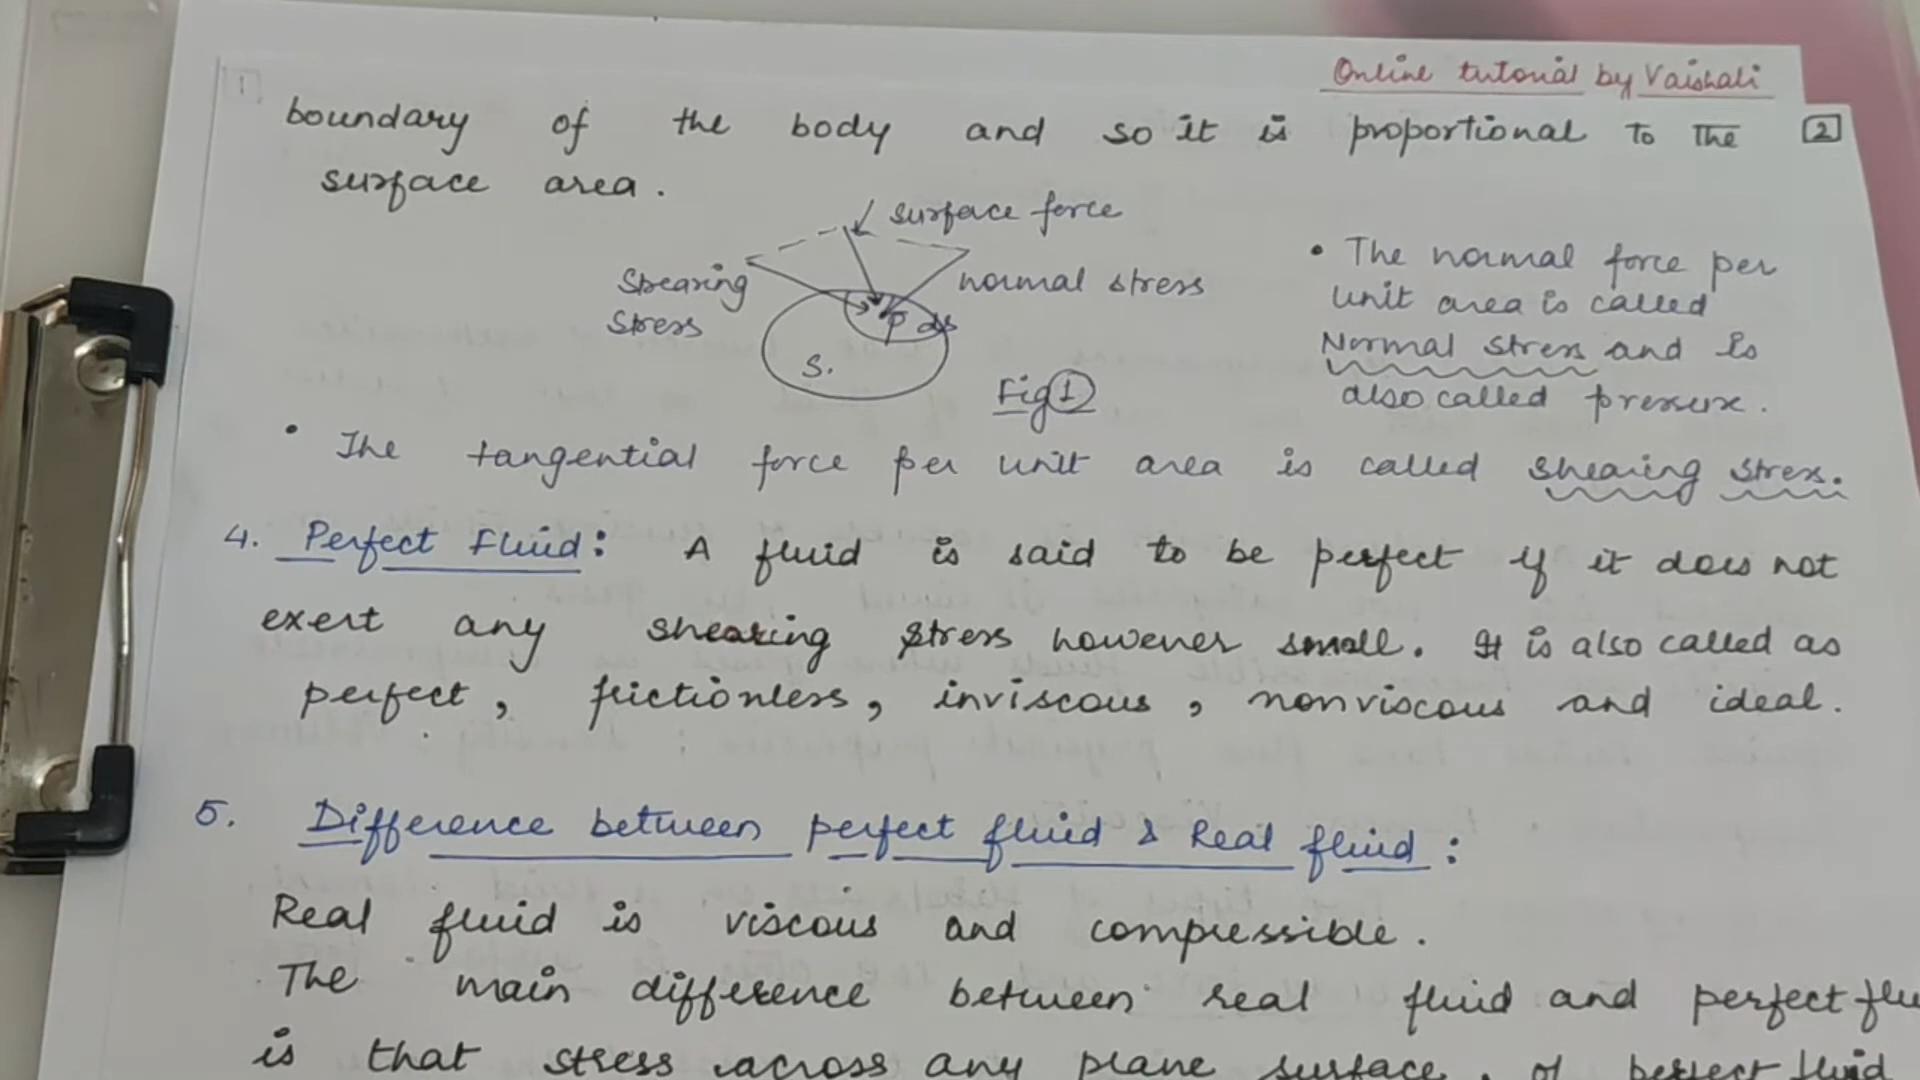 Online tutorial by Vaishali
1
boundary of the body and so it is proportional to the
2
surface area.
surface force
Shearing
stress
normal stress
P ds
S.
Fig 1
• The normal force per
unit area is called
Normal stress and is
also called pressure.
• The tangential force per unit area is called shearing stress.
4. Perfect Fluid: A fluid is said to be perfect if it does not
exert any shearing stress however small. It is also called as
perfect, frictionless, inviscous, nonviscous and ideal.
5. Difference between perfect fluid & Real fluid:
Real fluid is viscous and compressible.
The main difference between real fluid and perfect flu
is that stress across any plane surface, of perfect fluid